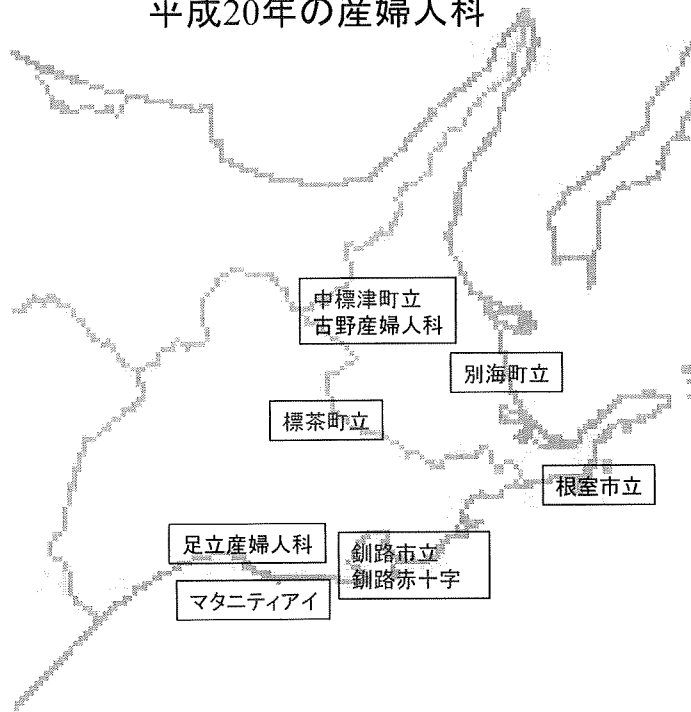 平成20年の産婦人科
中標津町立
古野産婦人科
別海町立
標茶町立
根室市立
足立産婦人科
釧路市立
釧路赤十字
マタニティアイ